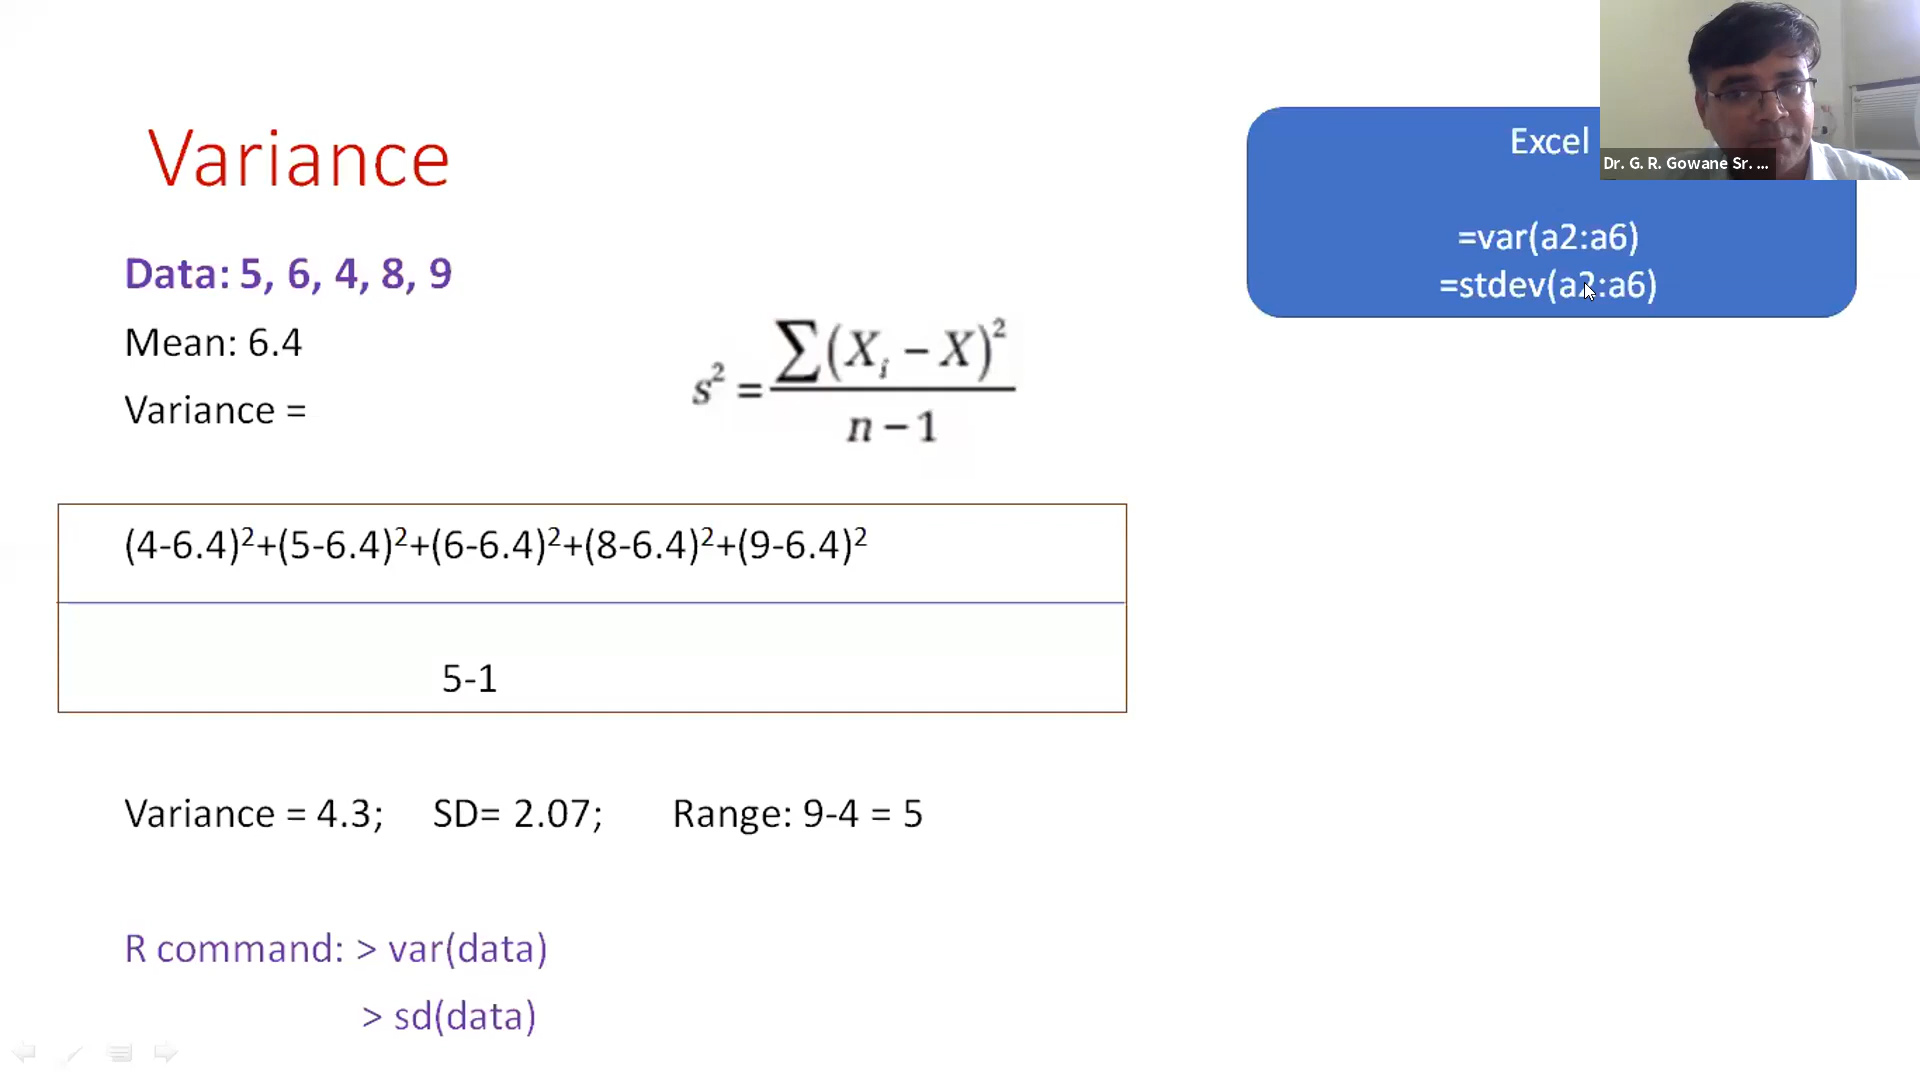 Variance
Data: 5, 6, 4, 8, 9
Mean: 6.4
Variance =
s² = ∑(Xᵢ – X)² / n – 1
(4-6.4)²+(5-6.4)²+(6-6.4)²+(8-6.4)²+(9-6.4)²
5-1
Variance = 4.3; SD= 2.07; Range: 9-4 = 5
R command: > var(data)
> sd(data)
Excel
=var(a2:a6)
=stdev(a2:a6)
Dr. G. R. Gowane Sr. ...